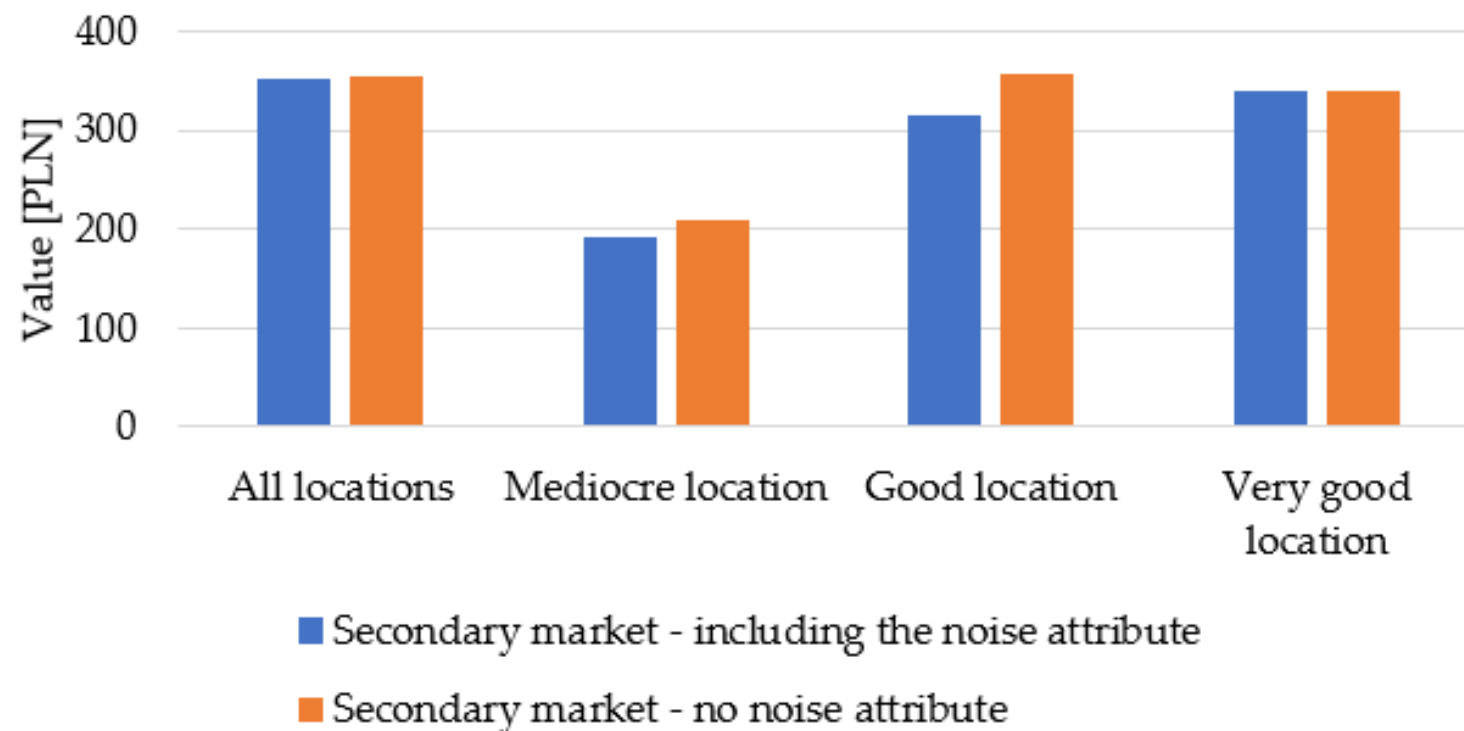 400
300
200
100
0
Value [PLN]
All locations
Mediocre location
Good location
Very good
location
Secondary market - including the noise attribute
Secondary market - no noise attribute